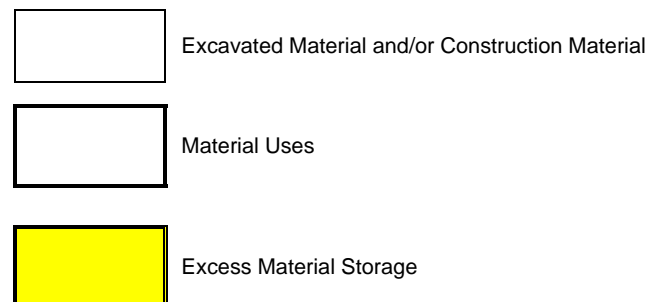 Excavated Material and/or Construction Material
Material Uses
Excess Material Storage